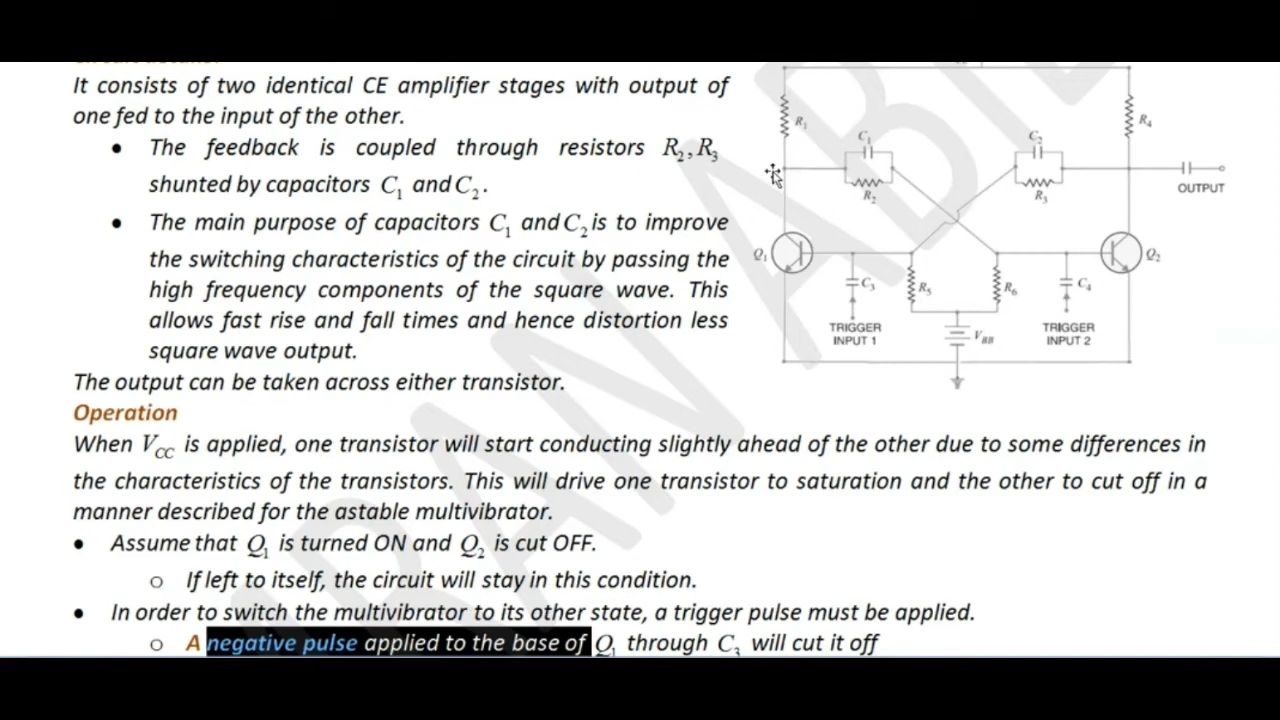 It consists of two identical CE amplifier stages with output of
one fed to the input of the other.
• The feedback is coupled through resistors R₂, R₃
shunted by capacitors C₁ and C₂.
• The main purpose of capacitors C₁ and C₂ is to improve
the switching characteristics of the circuit by passing the
high frequency components of the square wave. This
allows fast rise and fall times and hence distortion less
square wave output.
The output can be taken across either transistor.
Operation
When V_CC is applied, one transistor will start conducting slightly ahead of the other due to some differences in
the characteristics of the transistors. This will drive one transistor to saturation and the other to cut off in a
manner described for the astable multivibrator.
• Assume that Q₁ is turned ON and Q₂ is cut OFF.
o If left to itself, the circuit will stay in this condition.
• In order to switch the multivibrator to its other state, a trigger pulse must be applied.
o A negative pulse applied to the base of Q₁ through C₃ will cut it off
R₁
R₄
C₁
C₂
R₂
R₃
OUTPUT
Q₁
Q₂
C₃
R₅
R₆
C₄
TRIGGER
INPUT 1
V_BB
TRIGGER
INPUT 2